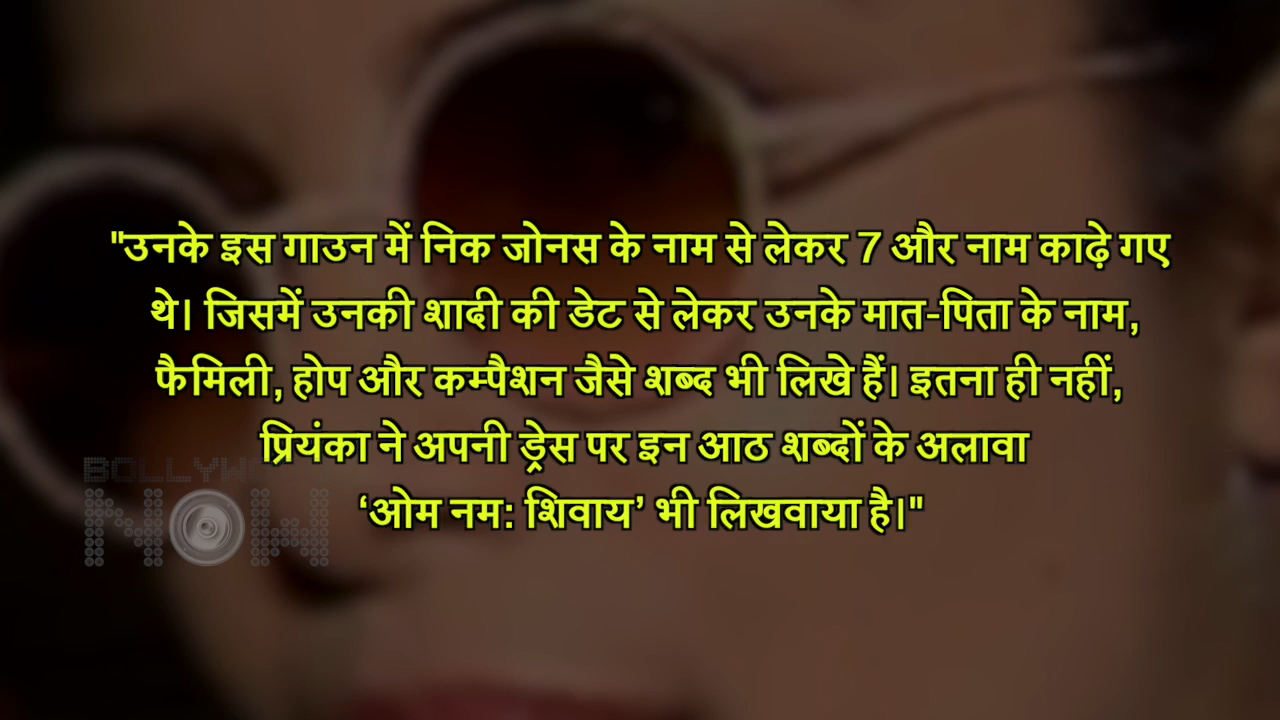 "उनके इस गाउन में निक जोनस के नाम से लेकर 7 और नाम काढ़े गए
थे। जिसमें उनकी शादी की डेट से लेकर उनके मात-पिता के नाम,
फैमिली, होप और कम्पैशन जैसे शब्द भी लिखे हैं। इतना ही नहीं,
प्रियंका ने अपनी ड्रेस पर इन आठ शब्दों के अलावा
‘ओम नम: शिवाय’ भी लिखवाया है।"
NOW